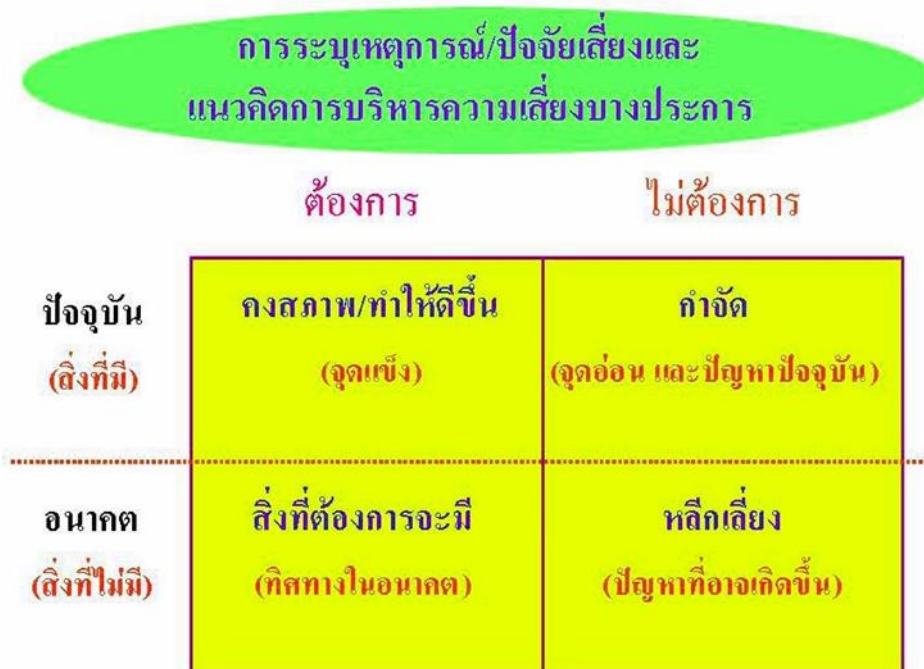 การระบุเหตุการณ์/ปัจจัยเสี่ยงและ
แนวคิดการบริหารความเสี่ยงบางประการ
ต้องการ ไม่ต้องการ
ปัจจุบัน คงสภาพ/ทำให้ดีขึ้น กำจัด
(สิ่งที่มี) (จุดแข็ง) (จุดอ่อน และปัญหาปัจจุบัน)
อนาคต สิ่งที่ต้องการจะมี หลีกเลี่ยง
(สิ่งที่ไม่มี) (ทิศทางในอนาคต) (ปัญหาที่อาจเกิดขึ้น)